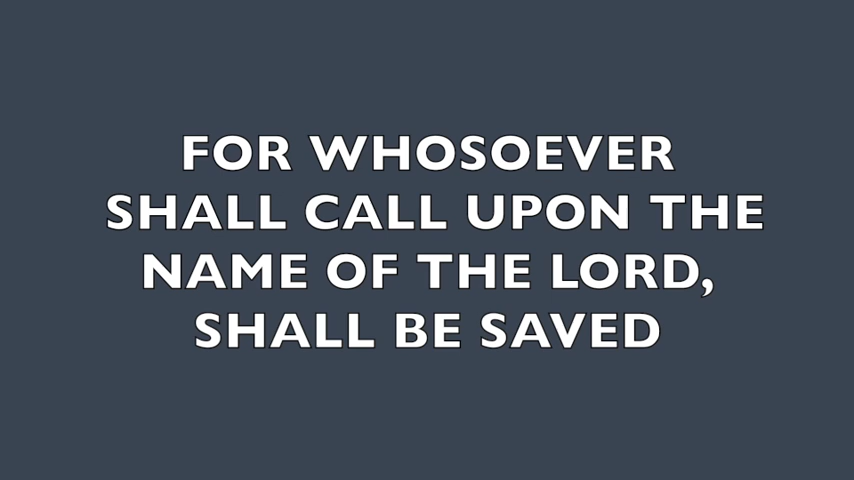 FOR WHOSOEVER
SHALL CALL UPON THE
NAME OF THE LORD,
SHALL BE SAVED